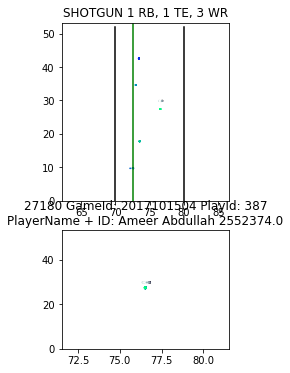 SHOTGUN 1 RB, 1 TE, 3 WR
50
40
30
20
10
0
65 70 75 80 85
27180 GameId: 2017101504 PlayId: 387
PlayerName + ID: Ameer Abdullah 2552374.0
40
20
0
72.5 75.0 77.5 80.0